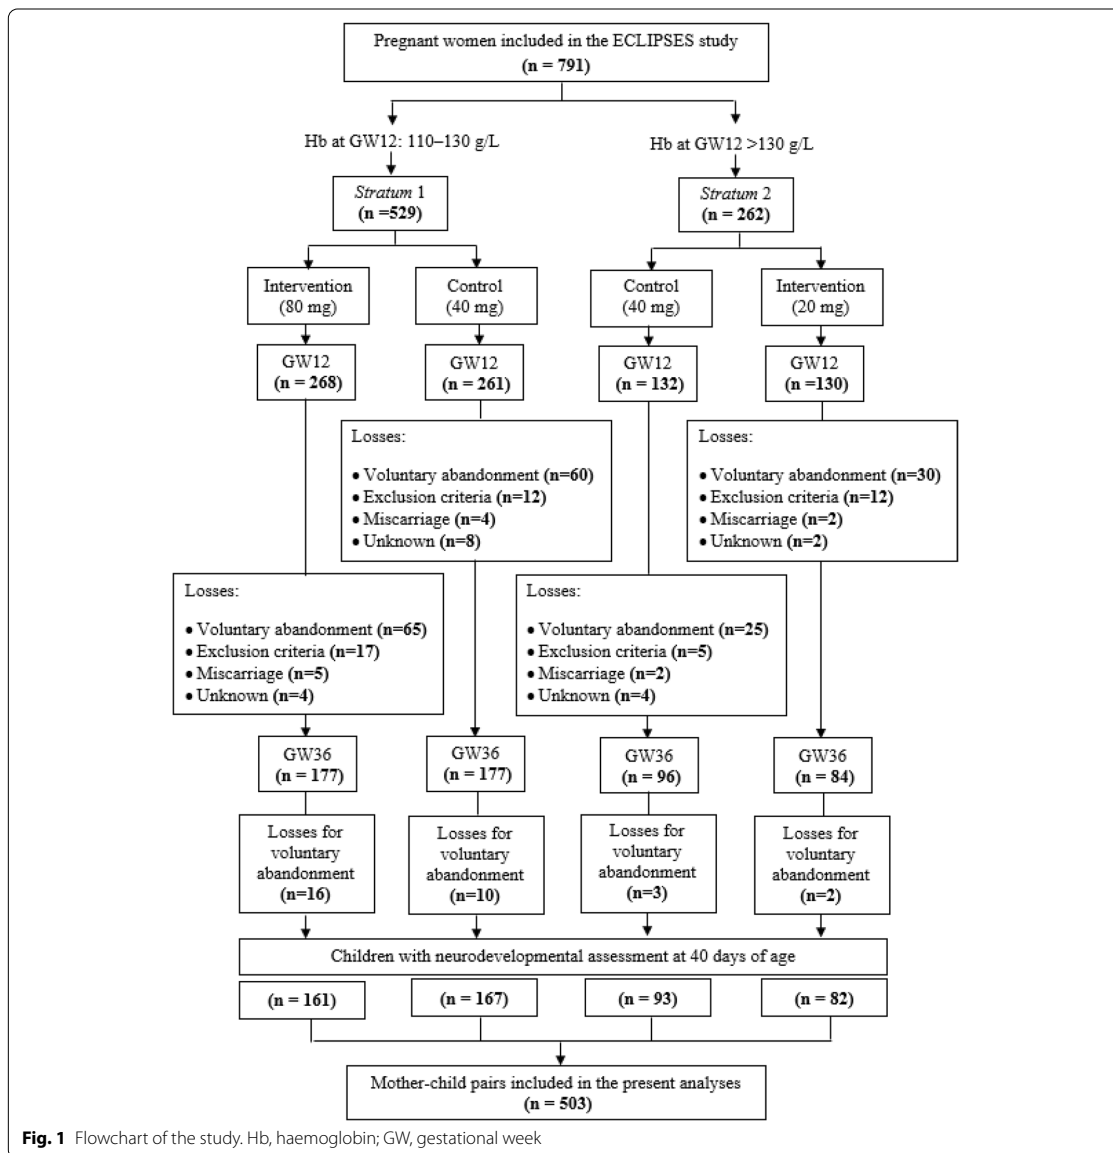 Pregnant women included in the ECLIPSES study
(n = 791)
Hb at GW12: 110–130 g/L
Hb at GW12 >130 g/L
Stratum 1
(n =529)
Stratum 2
(n = 262)
Intervention
(80 mg)
Control
(40 mg)
Control
(40 mg)
Intervention
(20 mg)
GW12
(n = 268)
GW12
(n = 261)
GW12
(n = 132)
GW12
(n =130)
Losses:
• Voluntary abandonment (n=60)
• Exclusion criteria (n=12)
• Miscarriage (n=4)
• Unknown (n=8)
Losses:
• Voluntary abandonment (n=30)
• Exclusion criteria (n=12)
• Miscarriage (n=2)
• Unknown (n=2)
Losses:
• Voluntary abandonment (n=65)
• Exclusion criteria (n=17)
• Miscarriage (n=5)
• Unknown (n=4)
Losses:
• Voluntary abandonment (n=25)
• Exclusion criteria (n=5)
• Miscarriage (n=2)
• Unknown (n=4)
GW36
(n = 177)
GW36
(n = 177)
GW36
(n = 96)
GW36
(n = 84)
Losses for
voluntary
abandonment
(n=16)
Losses for
voluntary
abandonment
(n=10)
Losses for
voluntary
abandonment
(n=3)
Losses for
voluntary
abandonment
(n=2)
Children with neurodevelopmental assessment at 40 days of age
(n = 161)
(n = 167)
(n = 93)
(n = 82)
Mother-child pairs included in the present analyses
n = 503)
Fig. 1 Flowchart of the study. Hb, haemoglobin; GW, gestational week